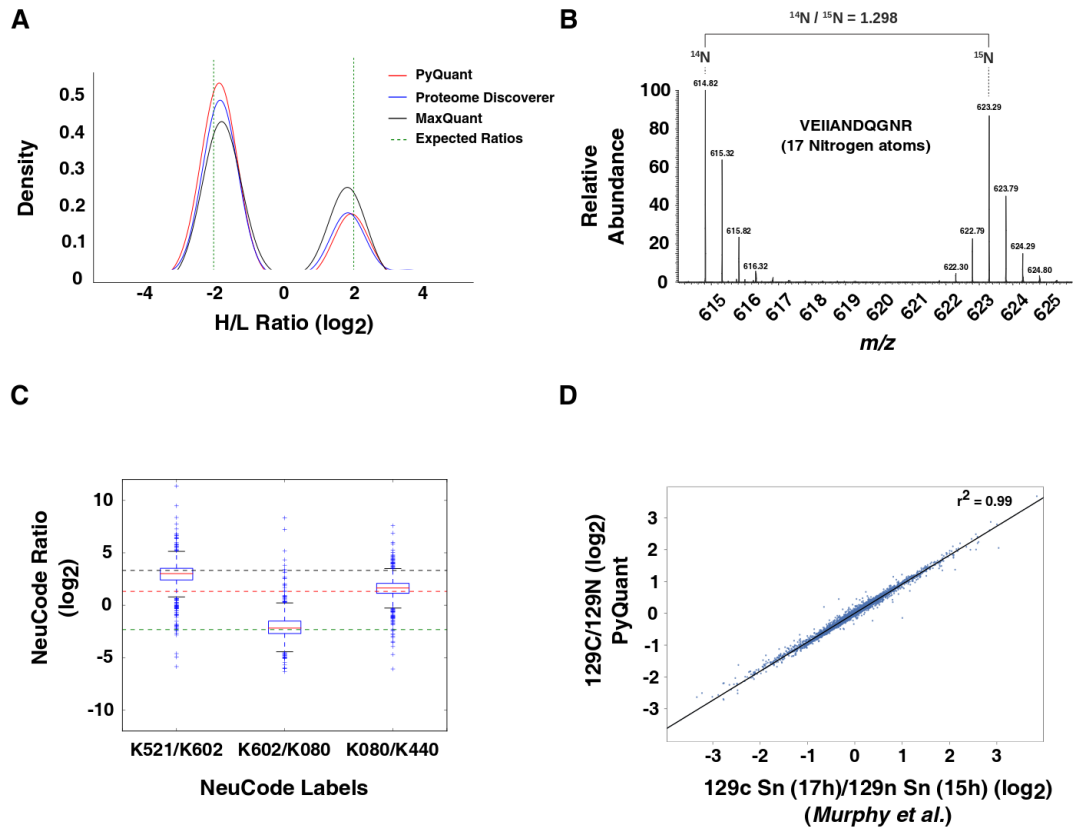 A
PyQuant
Proteome Discoverer
MaxQuant
Expected Ratios
Density
0.5
0.4
0.3
0.2
0.1
0
-4 -2 0 2 4
H/L Ratio (log2)
B
14N / 15N = 1.298
14N
15N
VEIIANDQGNR
(17 Nitrogen atoms)
Relative
Abundance
100
80
60
40
20
0
614.82
615.32
615.82
616.32
622.30
622.79
623.29
623.79
624.29
624.80
615 616 617 618 619 620 621 622 623 624 625
m/z
C
NeuCode Ratio
(log2)
10
5
0
-5
-10
K521/K602 K602/K080 K080/K440
NeuCode Labels
D
r2 = 0.99
129C/129N (log2)
PyQuant
3
2
1
0
-1
-2
-3
-3 -2 -1 0 1 2 3
129c Sn (17h)/129n Sn (15h) (log2)
(Murphy et al.)